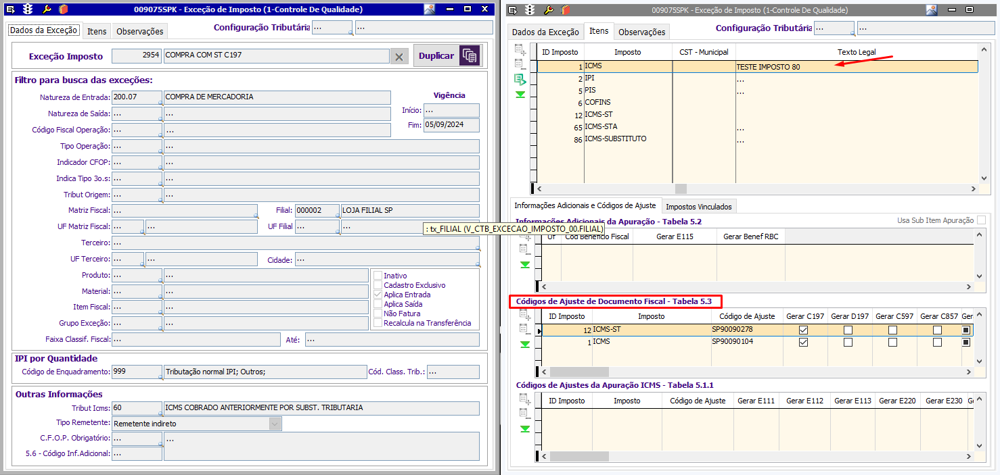 009075SPK - Exceção de Imposto (1-Controle De Qualidade)
Dados da Exceção Itens Observações Configuração Tributária ... ...
Exceção Imposto 2954 COMPRA COM ST C197 Duplicar
Filtro para busca das exceções:
Natureza de Entrada: 200.07 COMPRA DE MERCADORIA Vigência
Natureza de Saída: ... ... Início: ...
Código Fiscal Operação: ... ... Fim: 05/09/2024
Tipo Operação: ... ...
Indicador CFOP: ... ...
Indica Tipo 3o.s: ... ...
Tribut Origem: ... ...
Matriz Fiscal: ... Filial: 000002 LOJA FILIAL SP
UF Matriz Fiscal: ... ... UF Filial ... ...
: tx_FILIAL (V_CTB_EXCECAO_IMPOSTO_00.FILIAL)
Terceiro: ...
UF Terceiro: ... ... Cidade: ...
Produto: ... ... Inativo
Cadastro Exclusivo
Material: ... ... Aplica Entrada
Item Fiscal: ... ... Aplica Saída
Não Fatura
Grupo Exceção: ... ... Recalcula na Transferência
Faixa Classif. Fiscal: ... Até: ...
IPI por Quantidade
Código de Enquadramento: 999 Tributação normal IPI; Outros; Cód. Class. Trib.: ...
Outras Informações
Tribut Icms: 60 ICMS COBRADO ANTERIORMENTE POR SUBST. TRIBUTARIA
Tipo Remetente: Remetente indireto
C.F.O.P. Obrigatório: ... ...
5.6 - Código Inf.Adicional: ...
009075SPK - Exceção de Imposto (1-Controle De Qualidade)
Dados da Exceção Itens Observações Configuração Tributária ... ...
ID Imposto Imposto CST - Municipal Texto Legal
1 ICMS TESTE IMPOSTO 80
2 IPI ...
5 PIS ...
6 COFINS
12 ICMS-ST
65 ICMS-STA ...
86 ICMS-SUBSTITUTO ...
Informações Adicionais e Códigos de Ajuste Impostos Vinculados
Informações Adicionais da Apuração - Tabela 5.2 Usa Sub Item Apuração
Uf Cod Beneficio Fiscal Gerar E115 Gerar Benef RBC
Códigos de Ajuste de Documento Fiscal - Tabela 5.3
ID Imposto Imposto Código de Ajuste Gerar C197 Gerar D197 Gerar C597 Gerar C857 Ger
12 ICMS-ST SP90090278
1 ICMS SP90090104
Códigos de Ajustes da Apuração ICMS - Tabela 5.1.1
ID Imposto Imposto Código de Ajuste Gerar E111 Gerar E112 Gerar E113 Gerar E220 Gerar E230